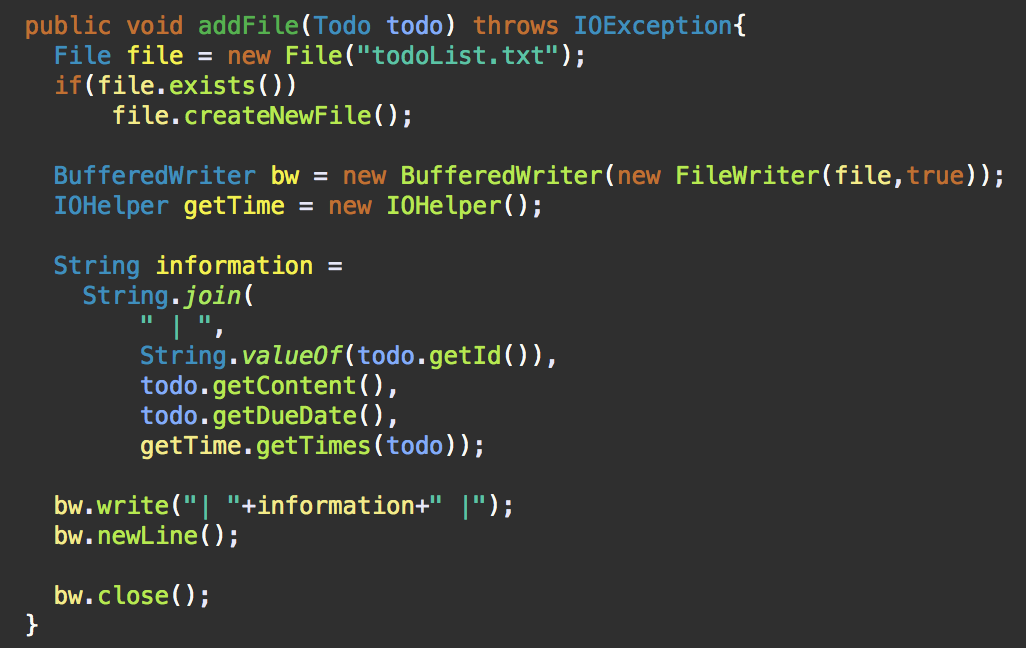 public void addFile(Todo todo) throws IOException{
File file = new File("todoList.txt");
if(file.exists())
file.createNewFile();
BufferedWriter bw = new BufferedWriter(new FileWriter(file,true));
IOHelper getTime = new IOHelper();
String information =
String.join(
" | ",
String.valueOf(todo.getId()),
todo.getContent(),
todo.getDueDate(),
getTime.getTimes(todo));
bw.write("| "+information+" |");
bw.newLine();
bw.close();
}